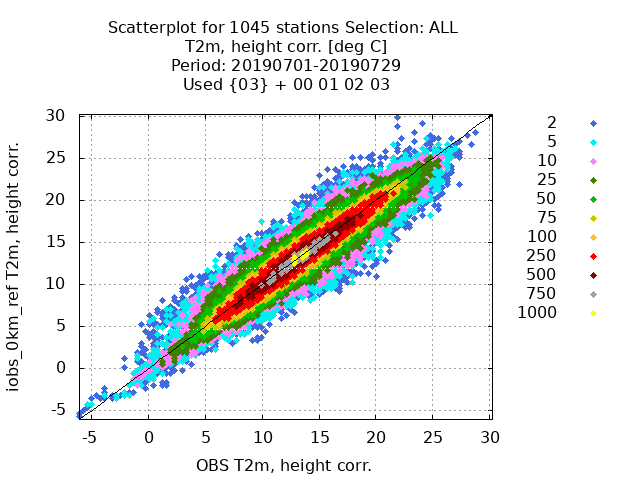 Scatterplot for 1045 stations Selection: ALL
T2m, height corr. [deg C]
Period: 20190701-20190729
Used {03} + 00 01 02 03
30
25
20
15
10
5
0
-5
iobs_0km_ref T2m, height corr.
-5 0 5 10 15 20 25 30
OBS T2m, height corr.
2
5
10
25
50
75
100
250
500
750
1000